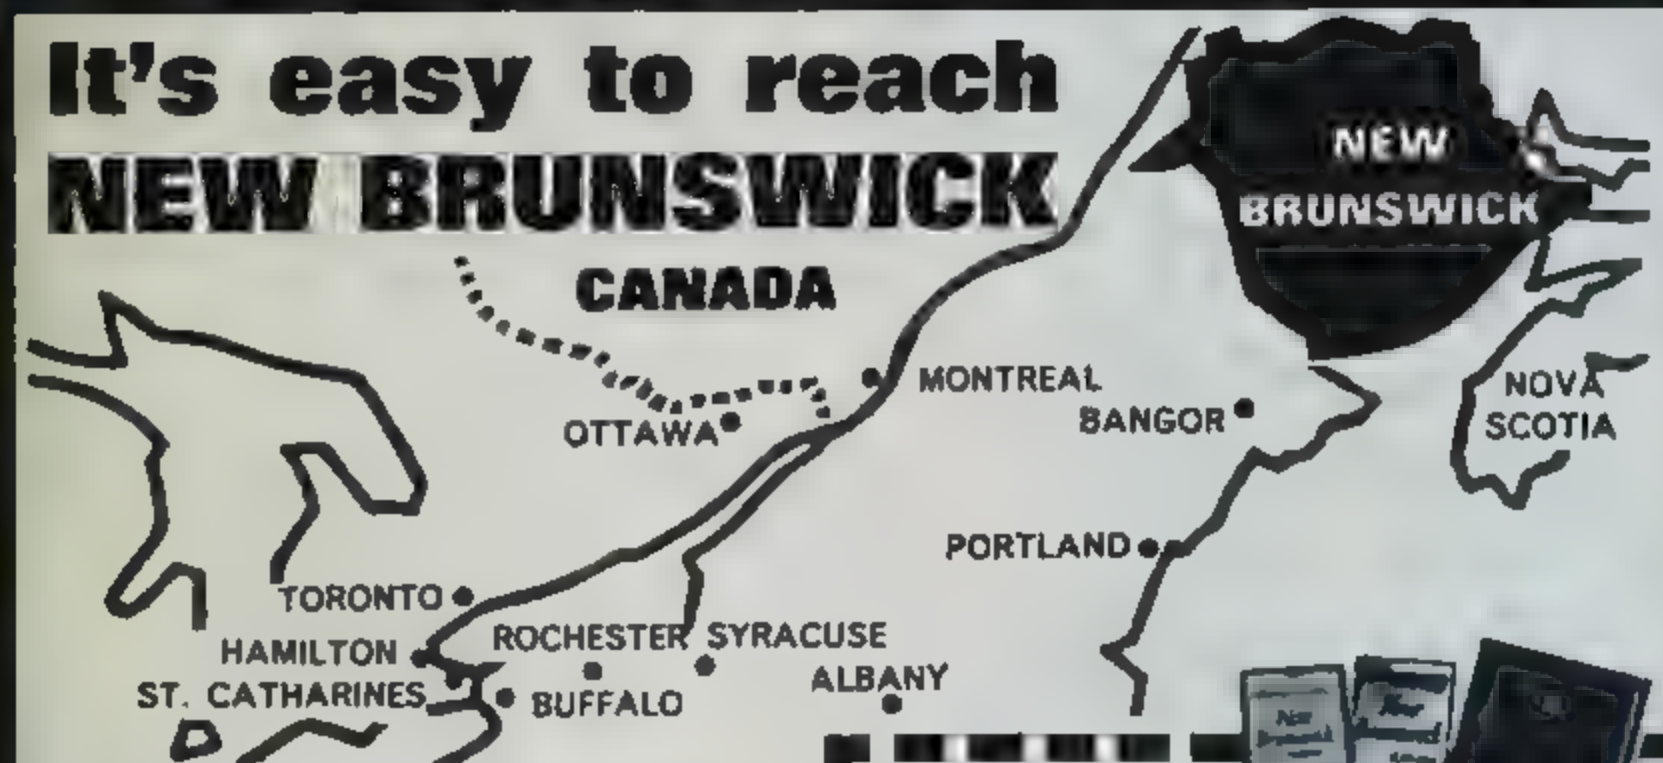 It's easy to reach
NEW BRUNSWICK
CANADA
NEW
BRUNSWICK
MONTREAL
BANGOR
OTTAWA
NOVA
SCOTIA
PORTLAND
TORONTO
ROCHESTER SYRACUSE
HAMILTON
ALBANY
ST. CATHARINES
BUFFALO